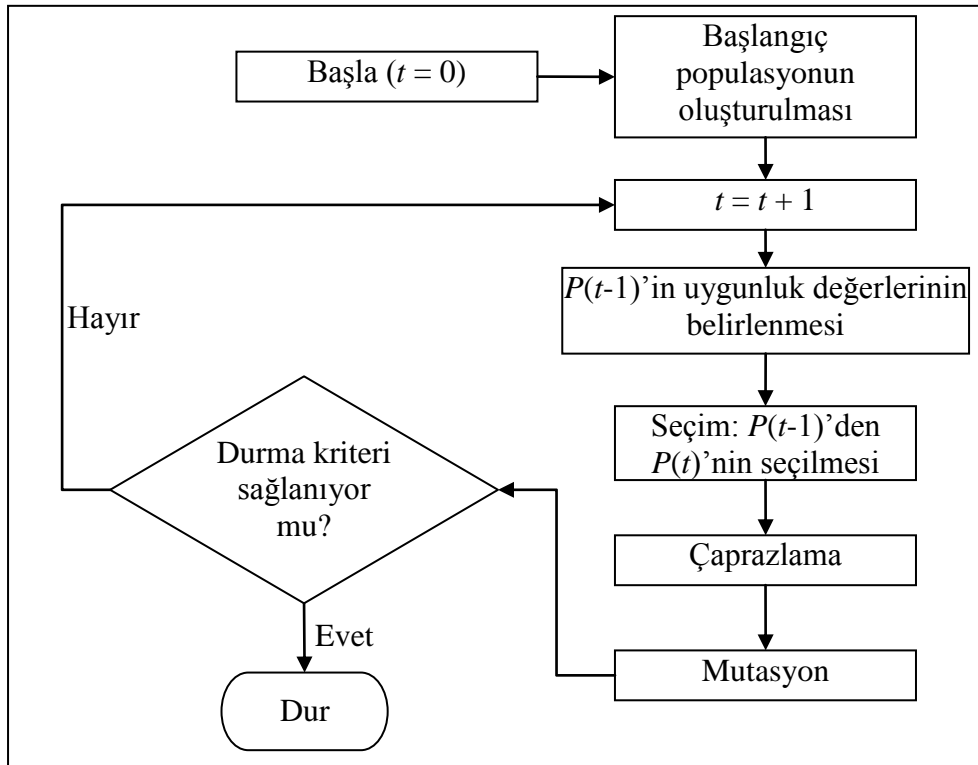 Başla (t = 0)
Başlangıç
populasyonun
oluşturulması
t = t + 1
P(t-1)’in uygunluk değerlerinin
belirlenmesi
Seçim: P(t-1)’den
P(t)’nin seçilmesi
Çaprazlama
Mutasyon
Durma kriteri
sağlanıyor
mu?
Hayır
Evet
Dur